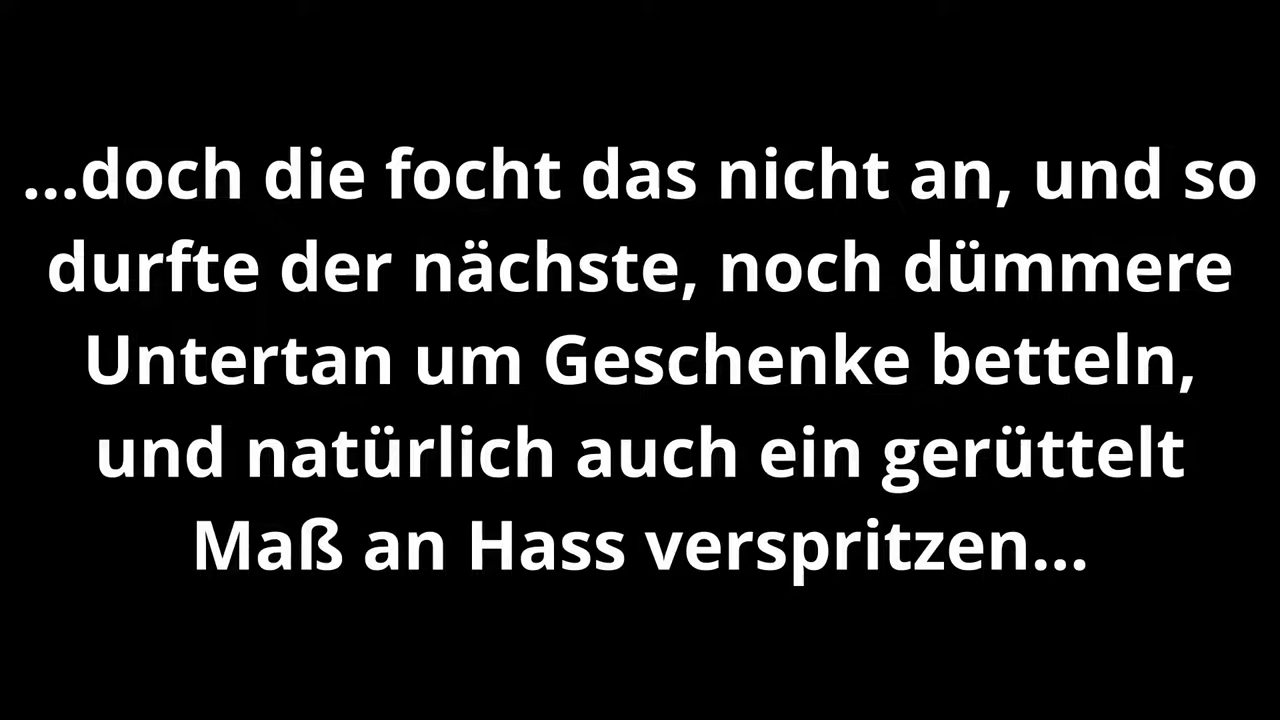 ...doch die focht das nicht an, und so
durfte der nächste, noch dümmere
Untertan um Geschenke betteln,
und natürlich auch ein gerüttelt
Maß an Hass verspritzen...